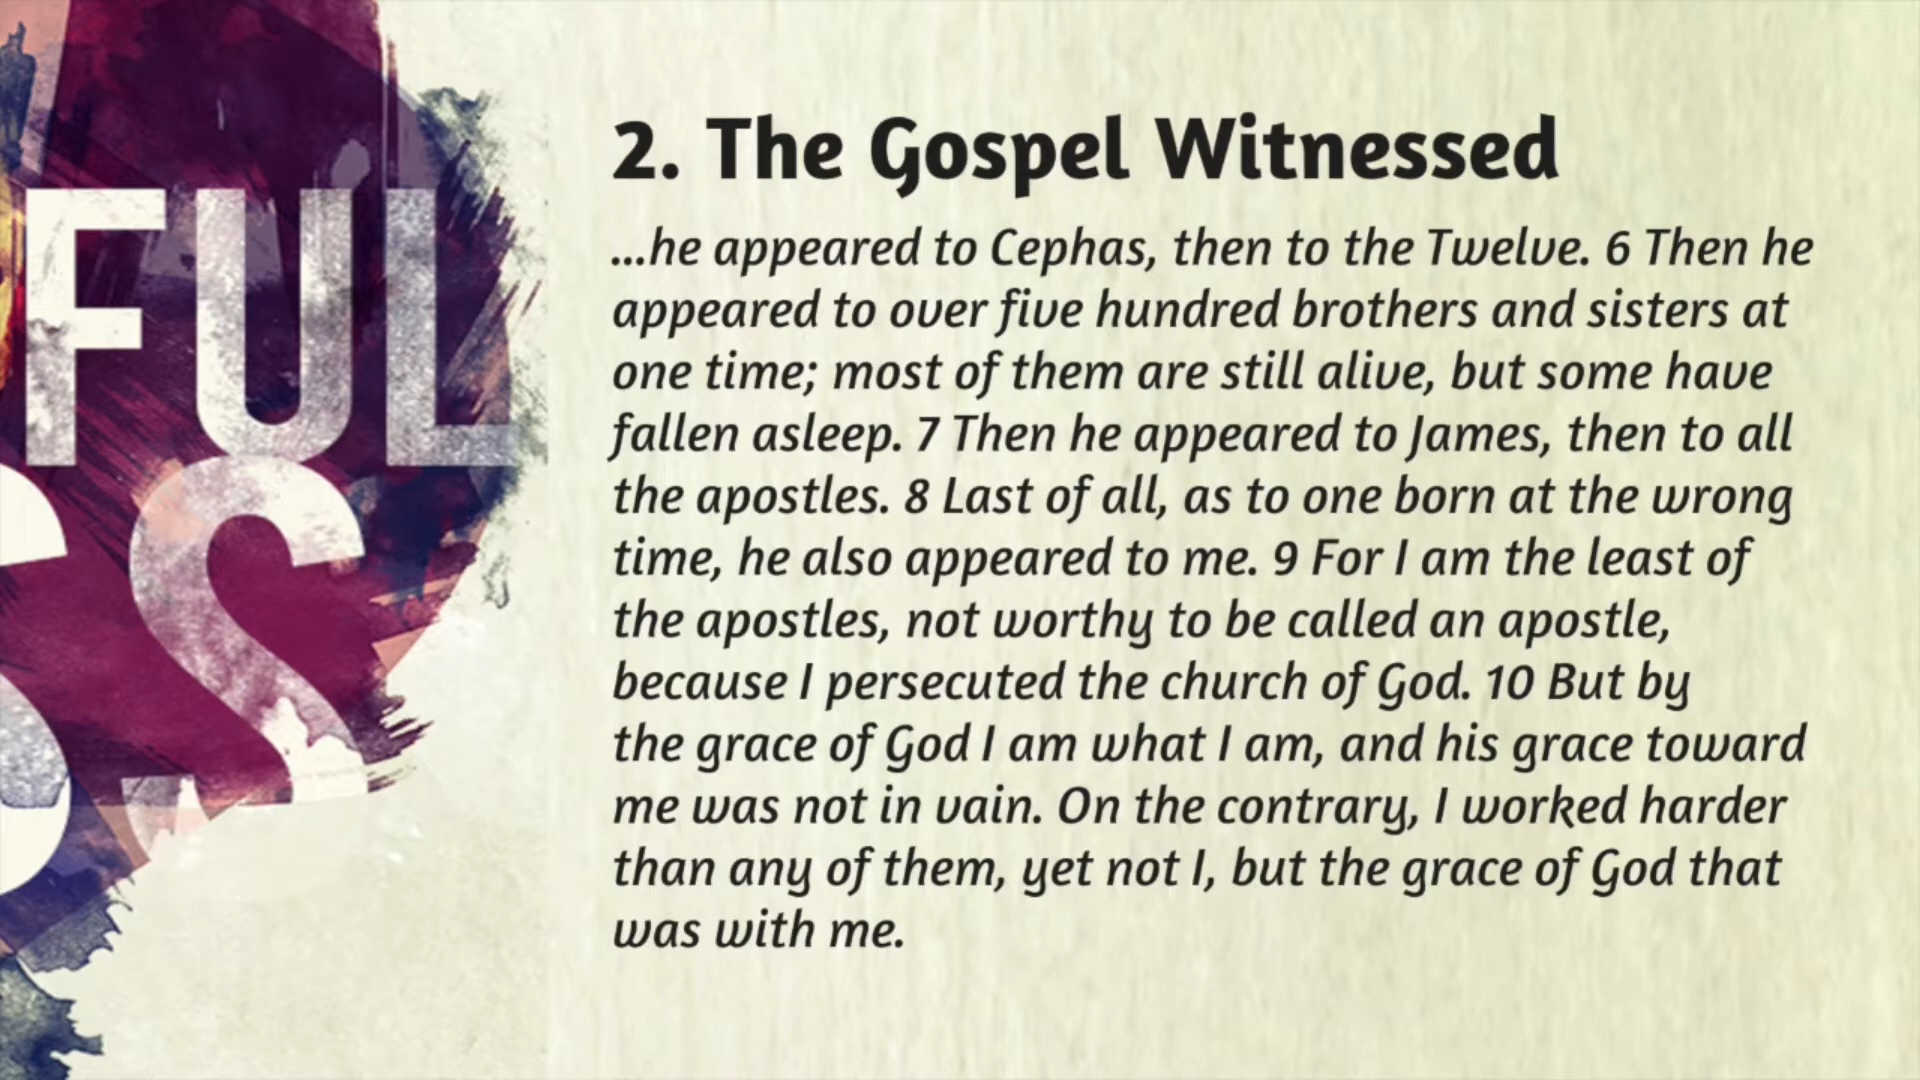 FUL
SS
2. The Gospel Witnessed
...he appeared to Cephas, then to the Twelve. 6 Then he
appeared to over five hundred brothers and sisters at
one time; most of them are still alive, but some have
fallen asleep. 7 Then he appeared to James, then to all
the apostles. 8 Last of all, as to one born at the wrong
time, he also appeared to me. 9 For I am the least of
the apostles, not worthy to be called an apostle,
because I persecuted the church of God. 10 But by
the grace of God I am what I am, and his grace toward
me was not in vain. On the contrary, I worked harder
than any of them, yet not I, but the grace of God that
was with me.